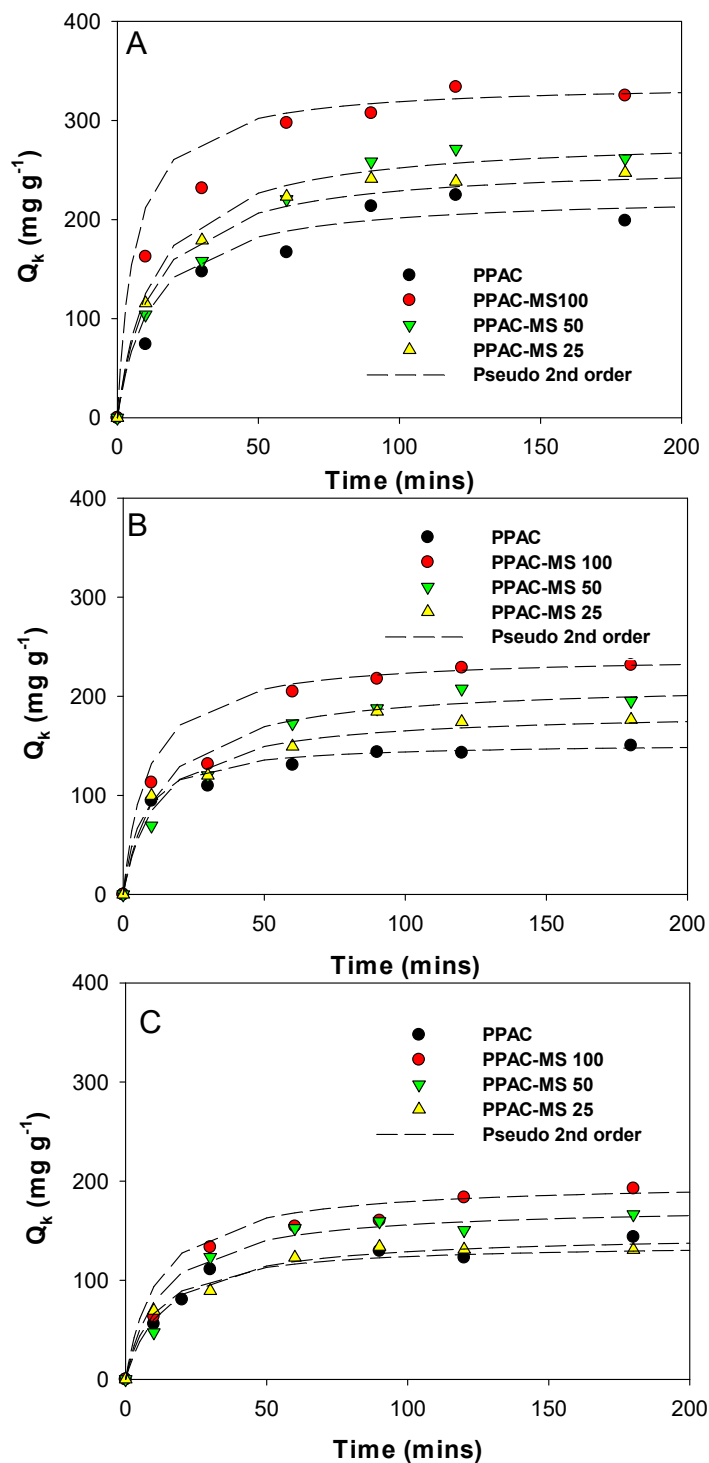 A
400
300
200
100
0
Q_k (mg g^-1)
PPAC
PPAC-MS100
PPAC-MS 50
PPAC-MS 25
Pseudo 2nd order
0 50 100 150 200
Time (mins)
B
400
300
200
100
0
Q_k (mg g^-1)
PPAC
PPAC-MS 100
PPAC-MS 50
PPAC-MS 25
Pseudo 2nd order
0 50 100 150 200
Time (mins)
C
400
300
200
100
0
Q_k (mg g^-1)
PPAC
PPAC-MS 100
PPAC-MS 50
PPAC-MS 25
Pseudo 2nd order
0 50 100 150 200
Time (mins)